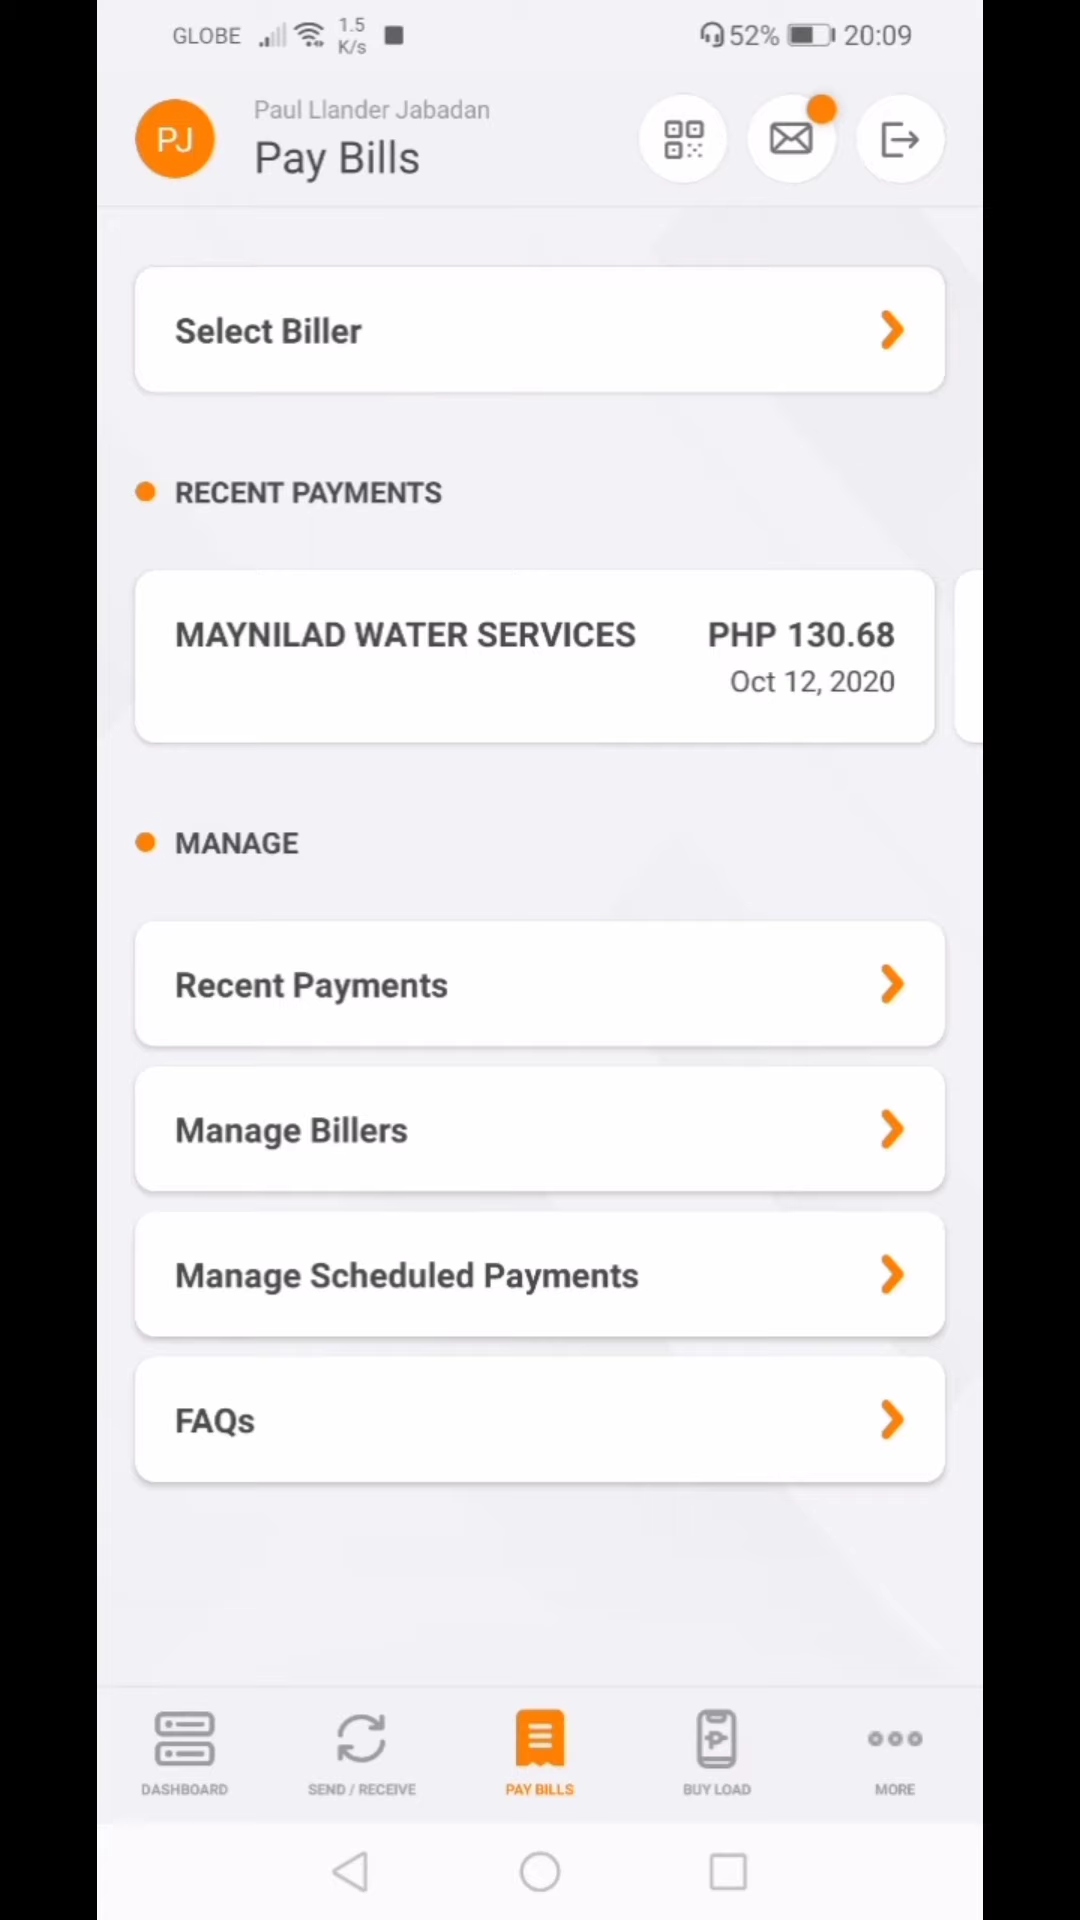 GLOBE 1.5 K/s 52% 20:09
PJ
Paul Llander Jabadan
Pay Bills
Select Biller
RECENT PAYMENTS
MAYNILAD WATER SERVICES PHP 130.68
Oct 12, 2020
MANAGE
Recent Payments
Manage Billers
Manage Scheduled Payments
FAQs
DASHBOARD SEND / RECEIVE PAY BILLS BUY LOAD MORE